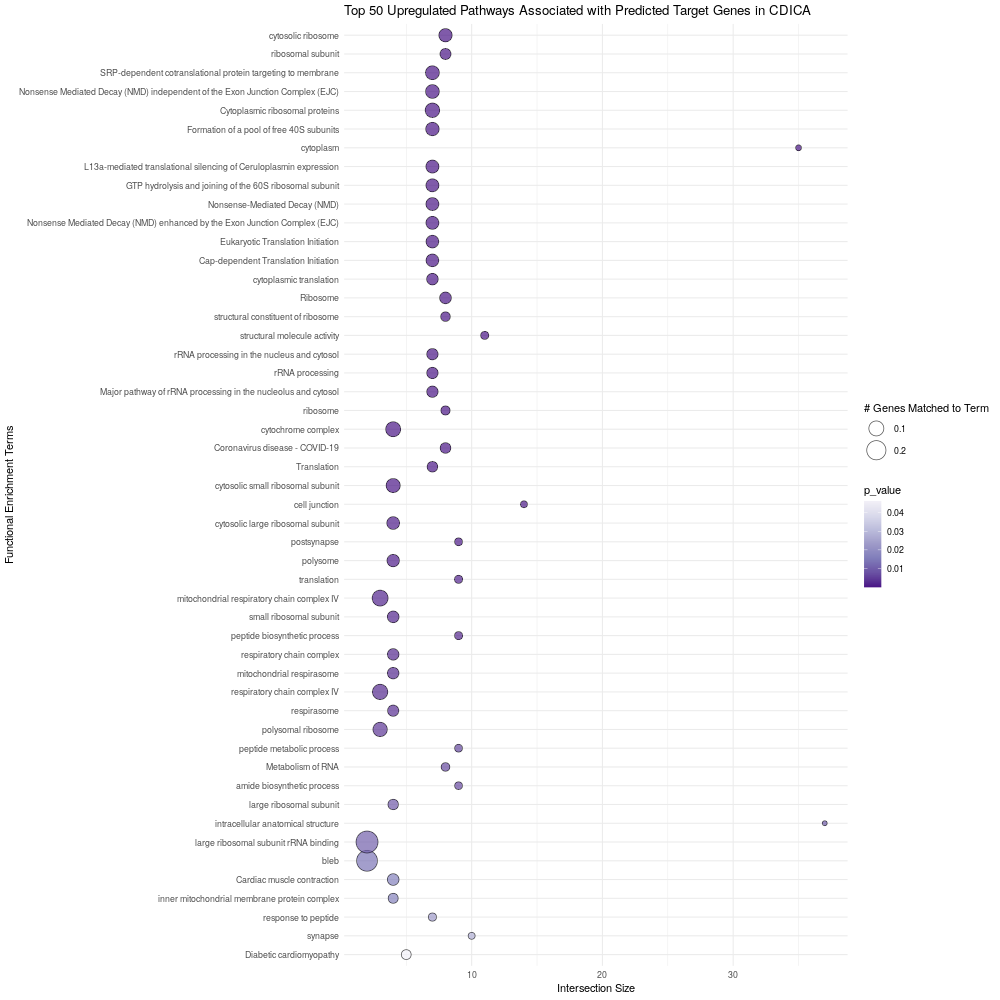 Top 50 Upregulated Pathways Associated with Predicted Target Genes in CDICA
cytosolic ribosome
ribosomal subunit
SRP-dependent cotranslational protein targeting to membrane
Nonsense Mediated Decay (NMD) independent of the Exon Junction Complex (EJC)
Cytoplasmic ribosomal proteins
Formation of a pool of free 40S subunits
cytoplasm
L13a-mediated translational silencing of Ceruloplasmin expression
GTP hydrolysis and joining of the 60S ribosomal subunit
Nonsense-Mediated Decay (NMD)
Nonsense Mediated Decay (NMD) enhanced by the Exon Junction Complex (EJC)
Eukaryotic Translation Initiation
Cap-dependent Translation Initiation
cytoplasmic translation
Ribosome
structural constituent of ribosome
structural molecule activity
rRNA processing in the nucleus and cytosol
rRNA processing
Major pathway of rRNA processing in the nucleolus and cytosol
ribosome
cytochrome complex
Coronavirus disease - COVID-19
Translation
cytosolic small ribosomal subunit
cell junction
cytosolic large ribosomal subunit
postsynapse
polysome
translation
mitochondrial respiratory chain complex IV
small ribosomal subunit
peptide biosynthetic process
respiratory chain complex
mitochondrial respirasome
respiratory chain complex IV
respirasome
polysomal ribosome
peptide metabolic process
Metabolism of RNA
amide biosynthetic process
large ribosomal subunit
intracellular anatomical structure
large ribosomal subunit rRNA binding
bleb
Cardiac muscle contraction
inner mitochondrial membrane protein complex
response to peptide
synapse
Diabetic cardiomyopathy
Functional Enrichment Terms
10 20 30
Intersection Size
# Genes Matched to Term
0.1
0.2
p_value
0.04
0.03
0.02
0.01